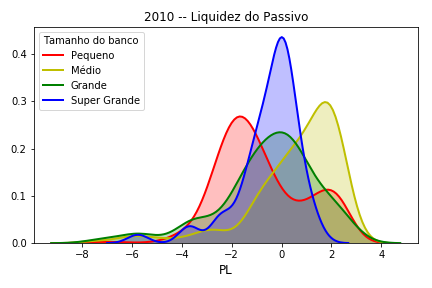 2010 -- Liquidez do Passivo
Tamanho do banco
Pequeno
Médio
Grande
Super Grande
0.4
0.3
0.2
0.1
0.0
−8 −6 −4 −2 0 2 4
PL